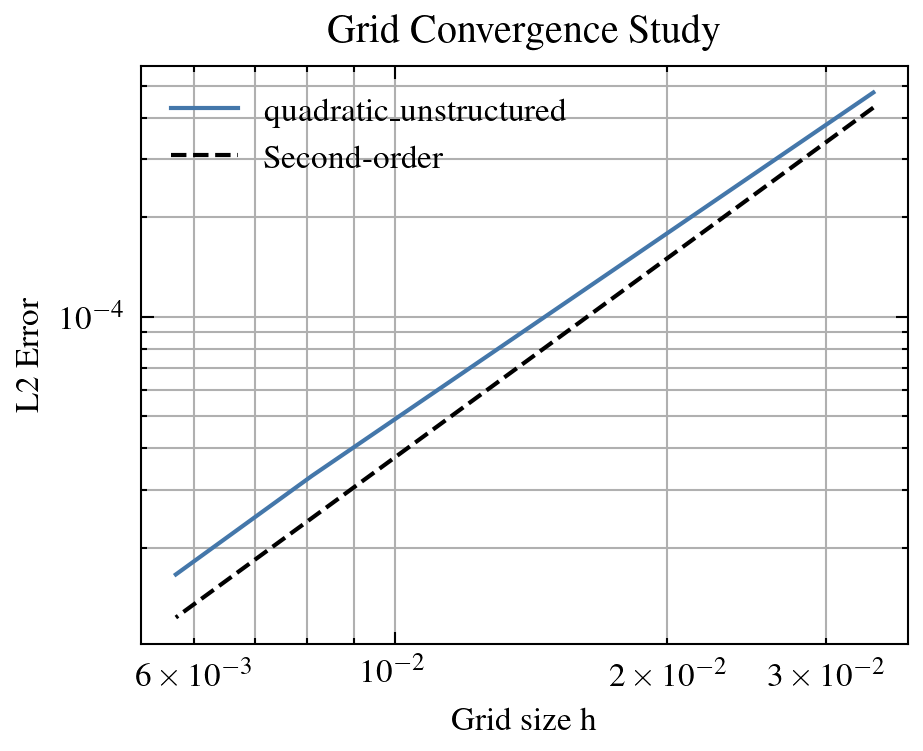 Grid Convergence Study
quadratic_unstructured
Second-order
L2 Error
10⁻⁴
6 × 10⁻³
10⁻²
2 × 10⁻²
3 × 10⁻²
Grid size h